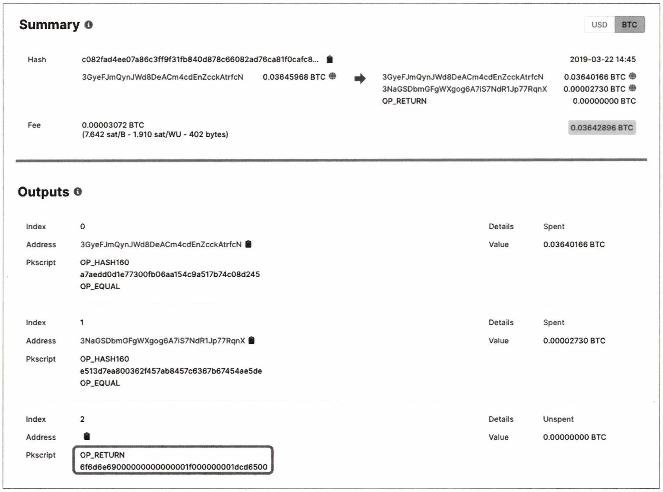 Summary
USD BTC
Hash c082fad4ee07a86c3ff9f31fb840d878c66082ad76ca81f0cafc8... 2019-03-22 14:45
3GyeFJmQynJWd8DeACm4cdEnZcckAtrfcN 0.03645968 BTC 3GyeFJmQynJWd8DeACm4cdEnZcckAtrfcN 0.03640166 BTC
3NaGSDbmGFgWXgog6A7iS7NdR1Jp77RqnX 0.00002730 BTC
OP_RETURN 0.00000000 BTC
Fee 0.00003072 BTC 0.03642896 BTC
(7.642 sat/B - 1.910 sat/WU - 402 bytes)
Outputs
Index 0 Details Spent
Address 3GyeFJmQynJWd8DeACm4cdEnZcckAtrfcN Value 0.03640166 BTC
Pkscript OP_HASH160
a7aedd0d1e77300fb06aa154c9a517b74c08d245
OP_EQUAL
Index 1 Details Spent
Address 3NaGSDbmGFgWXgog6A7iS7NdR1Jp77RqnX Value 0.00002730 BTC
Pkscript OP_HASH160
e513d7ea800362f457ab8457c6367b67454ae5de
OP_EQUAL
Index 2 Details Unspent
Address Value 0.00000000 BTC
Pkscript OP_RETURN
6f6d6e69000000000000001f000000001dcd6500